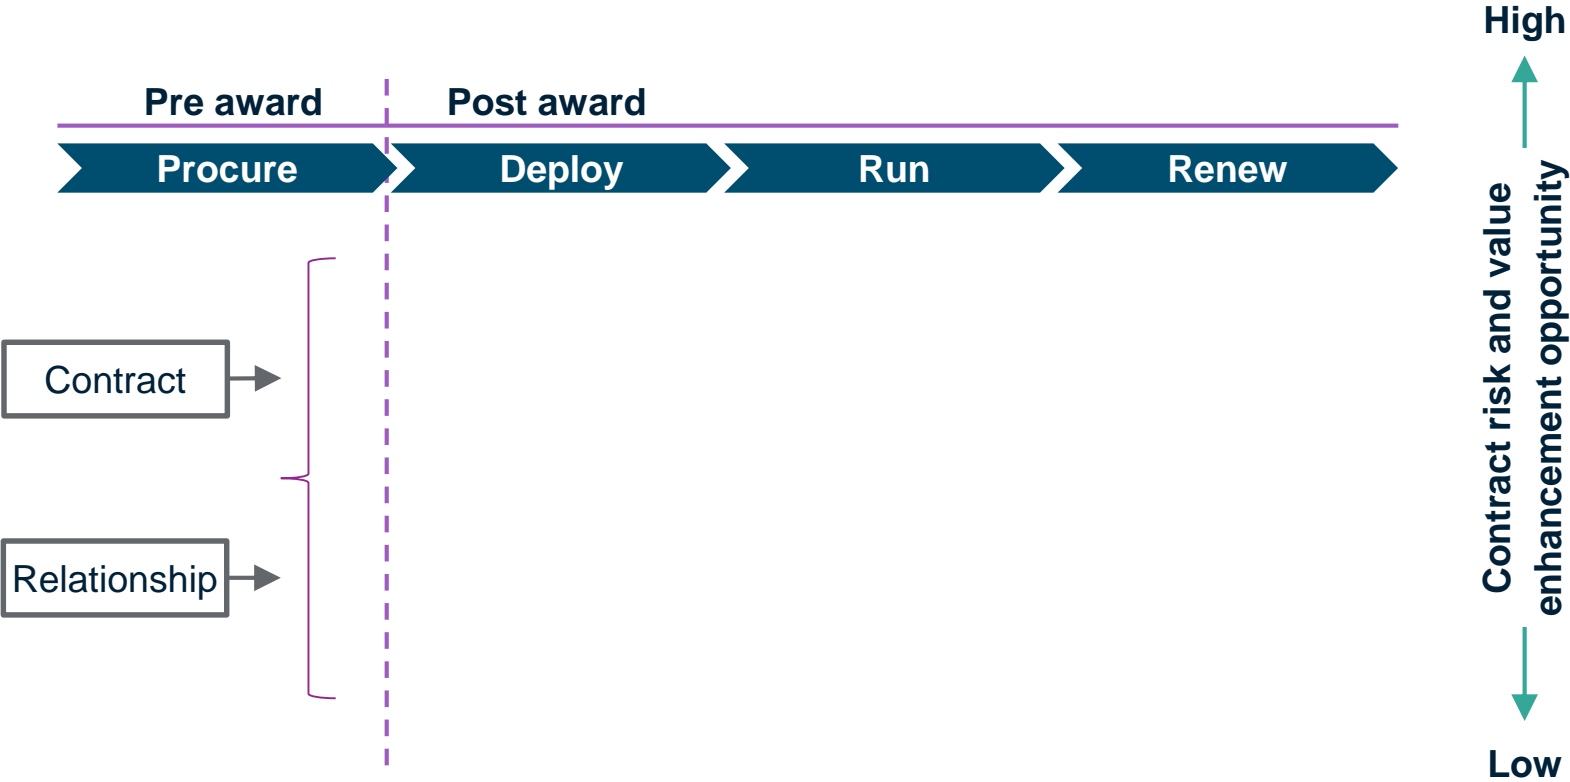 High
Pre award
Post award
Procure
Deploy
Run
Renew
Contract
Relationship
Contract risk and value
enhancement opportunity
Low